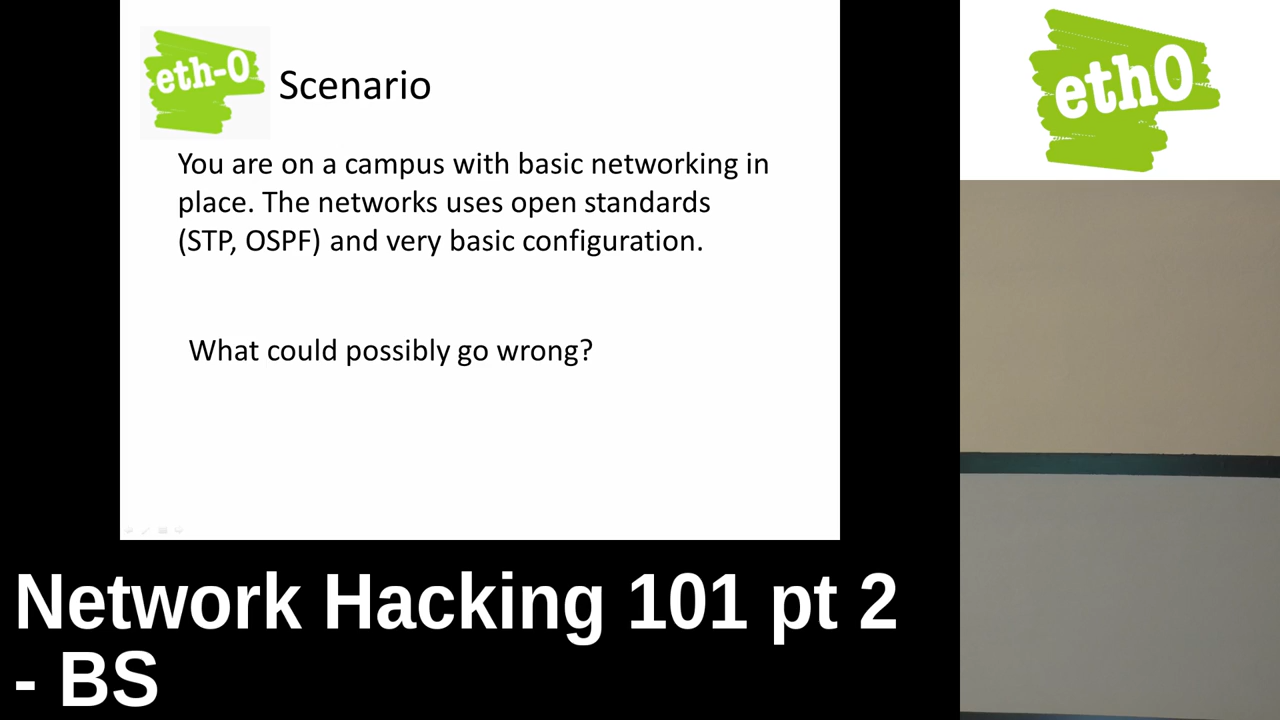 eth-0
Scenario
You are on a campus with basic networking in
place. The networks uses open standards
(STP, OSPF) and very basic configuration.
What could possibly go wrong?
eth0
Network Hacking 101 pt 2
- BS